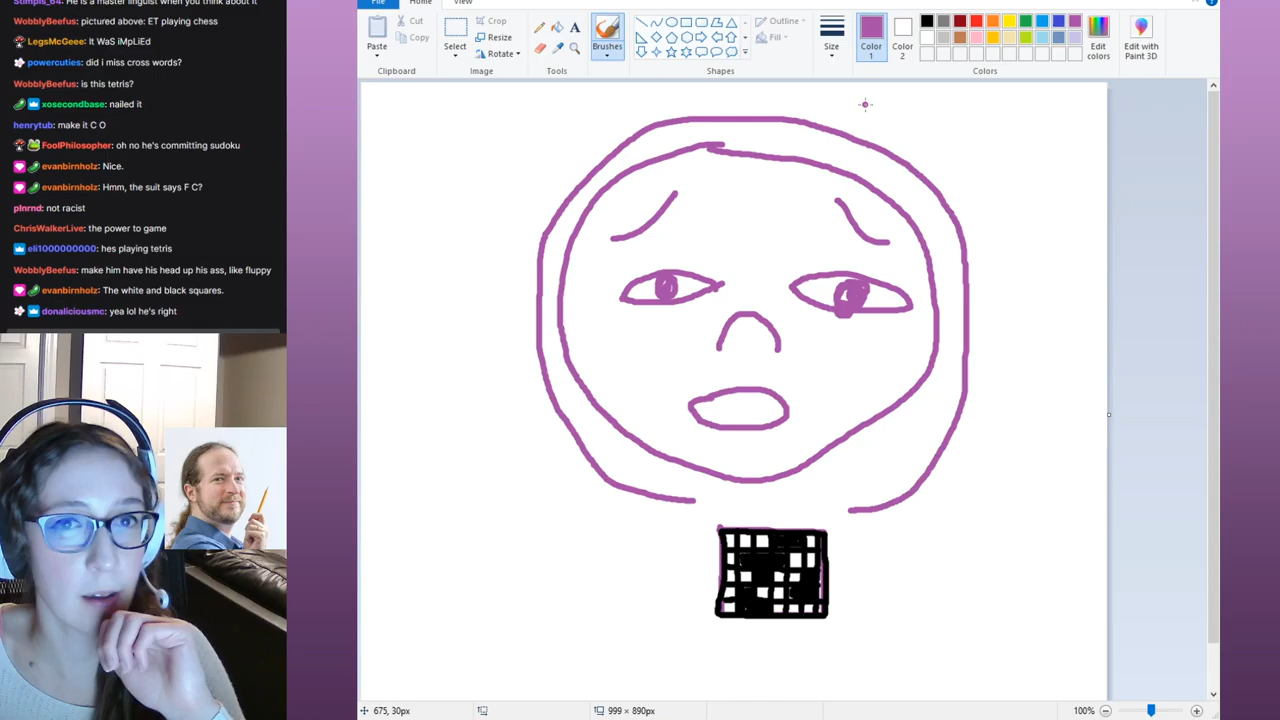 Stimpls_64: He is a master linguist when you think about it
WobblyBeefus: pictured above: ET playing chess
LegsMcGeee: It WaS iMpLiEd
powercuties: did i miss cross words?
WobblyBeefus: is this tetris?
xosecondbase: nailed it
henrytub: make it C O
FoolPhilosopher: oh no he's committing sudoku
evanbirnholz: Nice.
evanbirnholz: Hmm, the suit says F C?
plnrnd: not racist
ChrisWalkerLive: the power to game
eli1000000000: hes playing tetris
WobblyBeefus: make him have his head up his ass, like fluppy
evanbirnholz: The white and black squares.
donaliciousmc: yea lol he's right
File Home View
Paste
Cut
Copy
Clipboard
Select
Crop
Resize
Rotate
Image
A
Tools
Brushes
Outline
Fill
Shapes
Size
Color
1
Color
2
Edit
colors
Colors
Edit with
Paint 3D
675, 30px
999 × 890px
100%